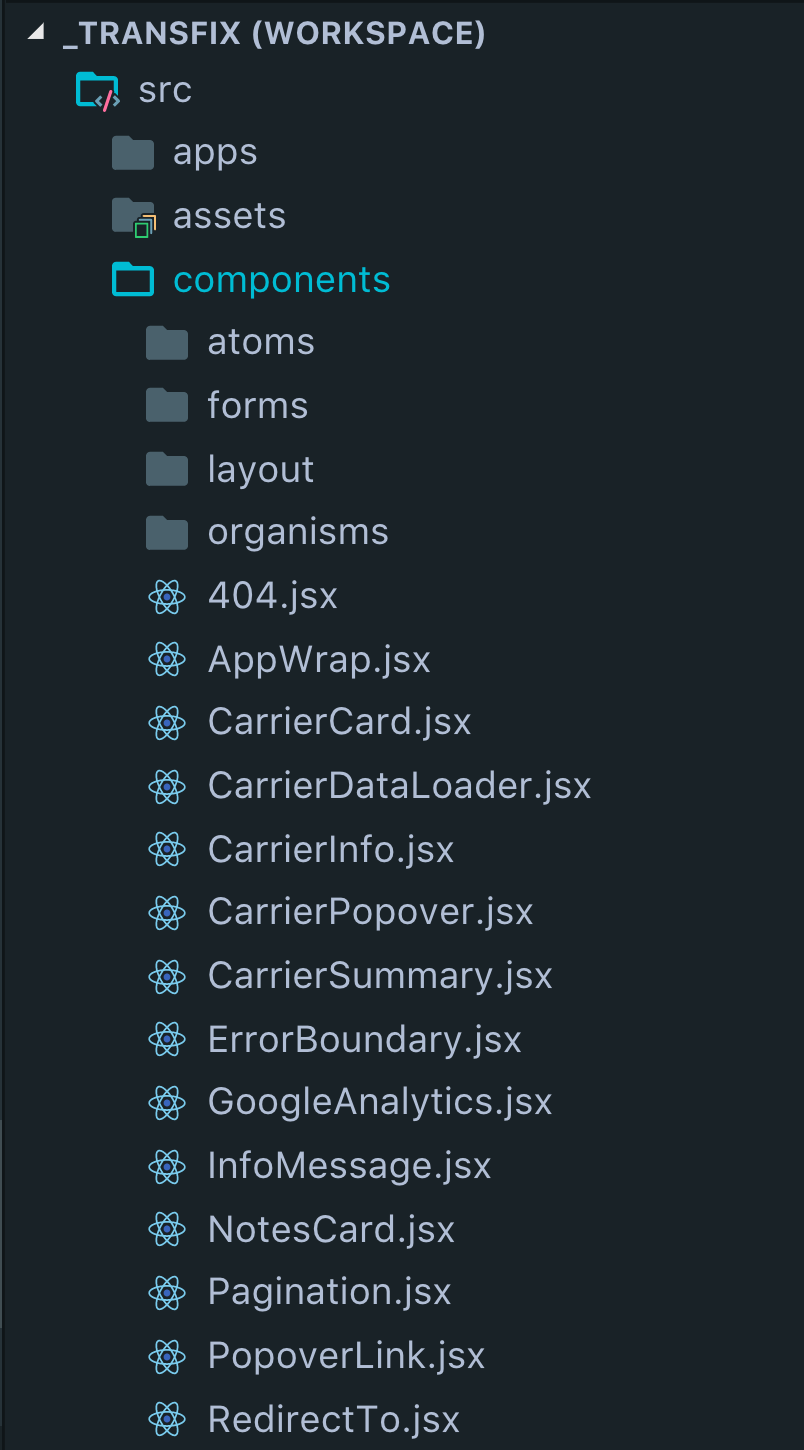 _TRANSFIX (WORKSPACE)
src
apps
assets
components
atoms
forms
layout
organisms
404.jsx
AppWrap.jsx
CarrierCard.jsx
CarrierDataLoader.jsx
CarrierInfo.jsx
CarrierPopover.jsx
CarrierSummary.jsx
ErrorBoundary.jsx
GoogleAnalytics.jsx
InfoMessage.jsx
NotesCard.jsx
Pagination.jsx
PopoverLink.jsx
RedirectTo.jsx